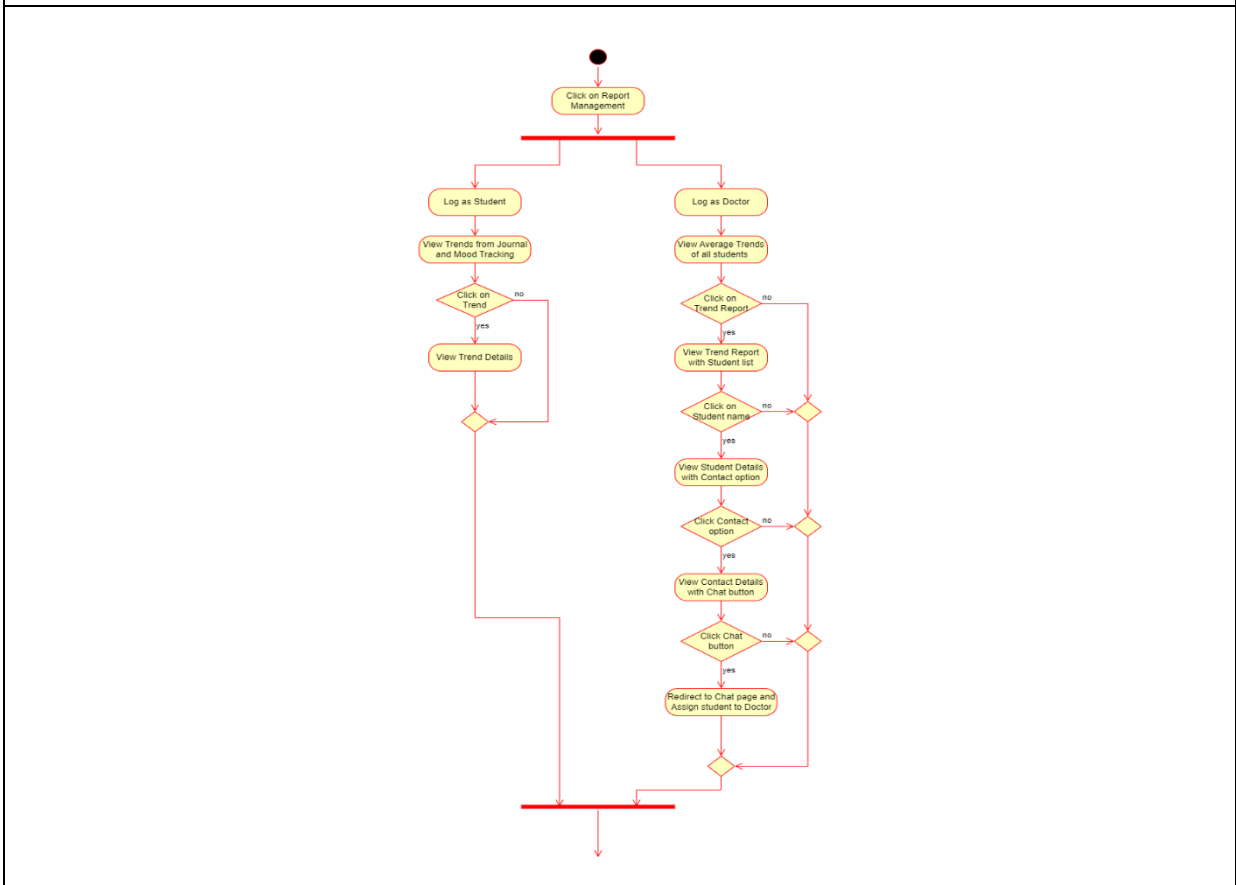 Click on Report
Management
Log as Student
Log as Doctor
View Trends from Journal
and Mood Tracking
View Average Trends
of all students
Click on
Trend
no
yes
View Trend Details
Click on
Trend Report
no
yes
View Trend Report
with Student list
Click on
Student name
no
yes
View Student Details
with Contact option
Click Contact
option
no
yes
View Contact Details
with Chat button
Click Chat
button
no
yes
Redirect to Chat page and
Assign student to Doctor